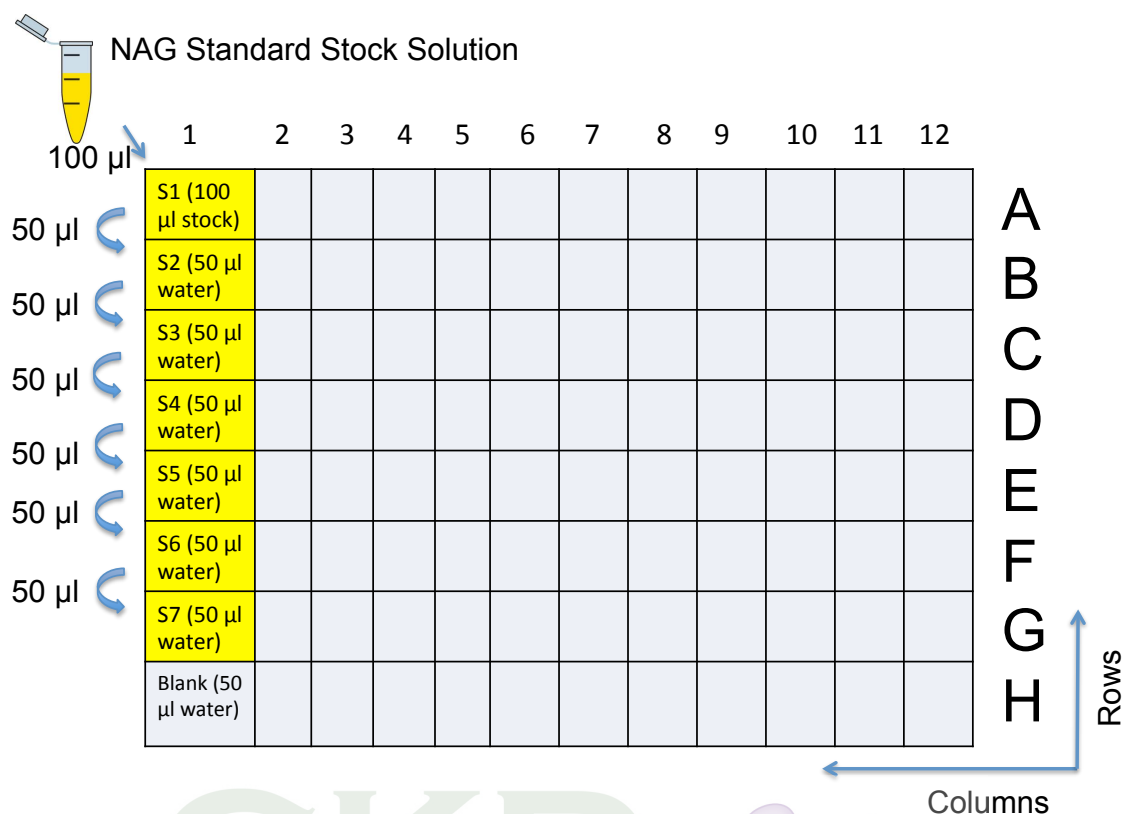 NAG Standard Stock Solution
1 2 3 4 5 6 7 8 9 10 11 12
100 µl
S1 (100
µl stock)
A
50 µl
S2 (50 µl
water)
B
50 µl
S3 (50 µl
water)
C
50 µl
S4 (50 µl
water)
D
50 µl
S5 (50 µl
water)
E
50 µl
S6 (50 µl
water)
F
50 µl
S7 (50 µl
water)
G
Blank (50
µl water)
H
Rows
Columns